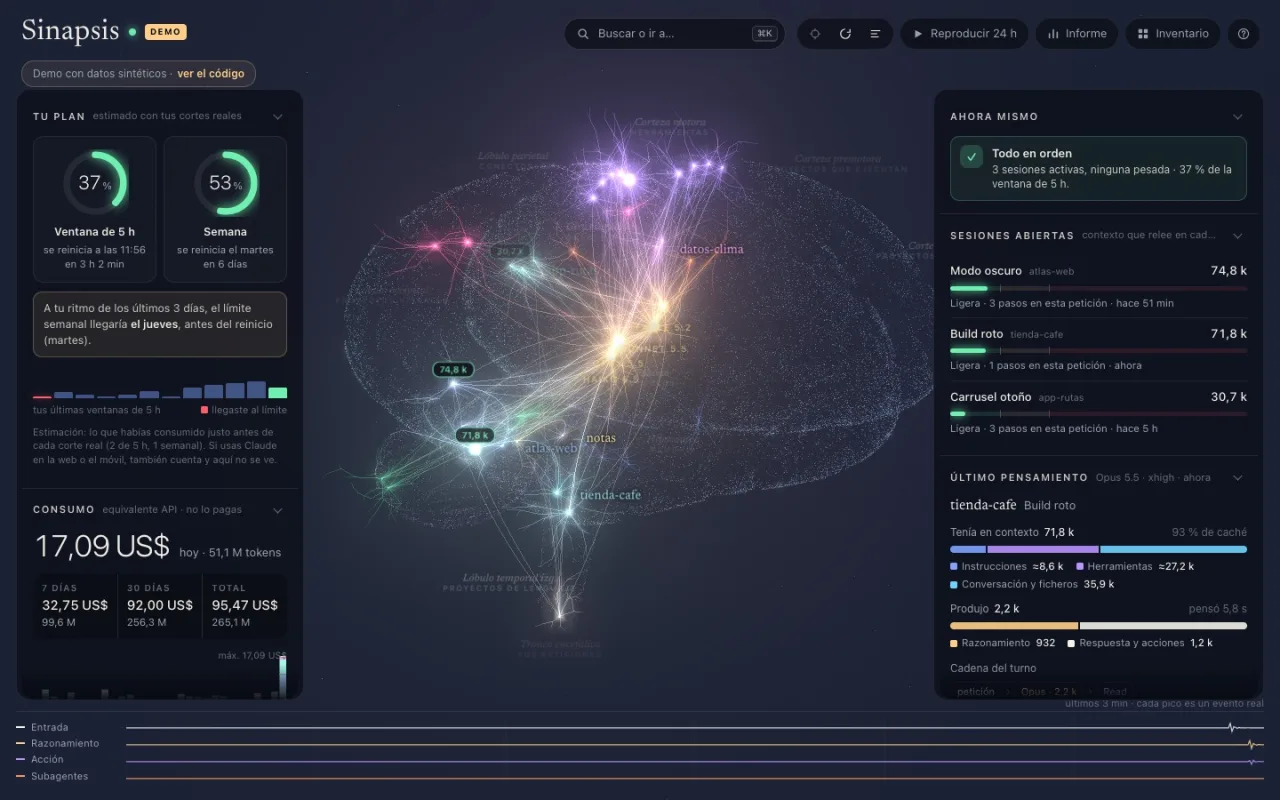 Sinapsis
DEMO
Buscar o ir a...
⌘K
Reproducir 24 h
Informe
Inventario
Demo con datos sintéticos · ver el código
TU PLAN estimado con tus cortes reales
37 %
Ventana de 5 h
se reinicia a las 11:56
en 3 h 2 min
53 %
Semana
se reinicia el martes
en 6 días
A tu ritmo de los últimos 3 días, el límite
semanal llegaría el jueves, antes del reinicio
(martes).
tus últimas ventanas de 5 h
llegaste al límite
Estimación: lo que habías consumido justo antes de
cada corte real (2 de 5 h, 1 semanal). Si usas Claude
en la web o el móvil, también cuenta y aquí no se ve.
CONSUMO equivalente API · no lo pagas
17,09 US$ hoy · 51,1 M tokens
7 DÍAS
32,75 US$
99,6 M
30 DÍAS
92,00 US$
256,3 M
TOTAL
95,47 US$
265,1 M
máx. 17,09 US$
Corteza motora
HERRAMIENTAS
Lóbulo parietal
Corteza premotora
PROYECTOS QUE EJECUTAN
datos-clima
74,8 k
71,8 k
notas
atlas-web
tienda-cafe
Lóbulo temporal izq.
PROYECTOS DE LENGUAJE
Tronco encefálico
AHORA MISMO
Todo en orden
3 sesiones activas, ninguna pesada · 37 % de la
ventana de 5 h.
SESIONES ABIERTAS contexto que relee en cad...
Modo oscuro atlas-web 74,8 k
Ligera · 3 pasos en esta petición · hace 51 min
Build roto tienda-cafe 71,8 k
Ligera · 1 pasos en esta petición · ahora
Carrusel otoño app-rutas 30,7 k
Ligera · 3 pasos en esta petición · hace 5 h
ÚLTIMO PENSAMIENTO Opus 5.5 · xhigh · ahora
tienda-cafe Build roto
Tenía en contexto 71,8 k 93 % de caché
Instrucciones ≈8,6 k Herramientas ≈27,2 k
Conversación y ficheros 35,9 k
Produjo 2,2 k pensó 5,8 s
Razonamiento 932 Respuesta y acciones 1,2 k
Cadena del turno
petición › Opus · 2,2 k › Read
últimos 3 min · cada pico es un evento real
Entrada
Razonamiento
Acción
Subagentes